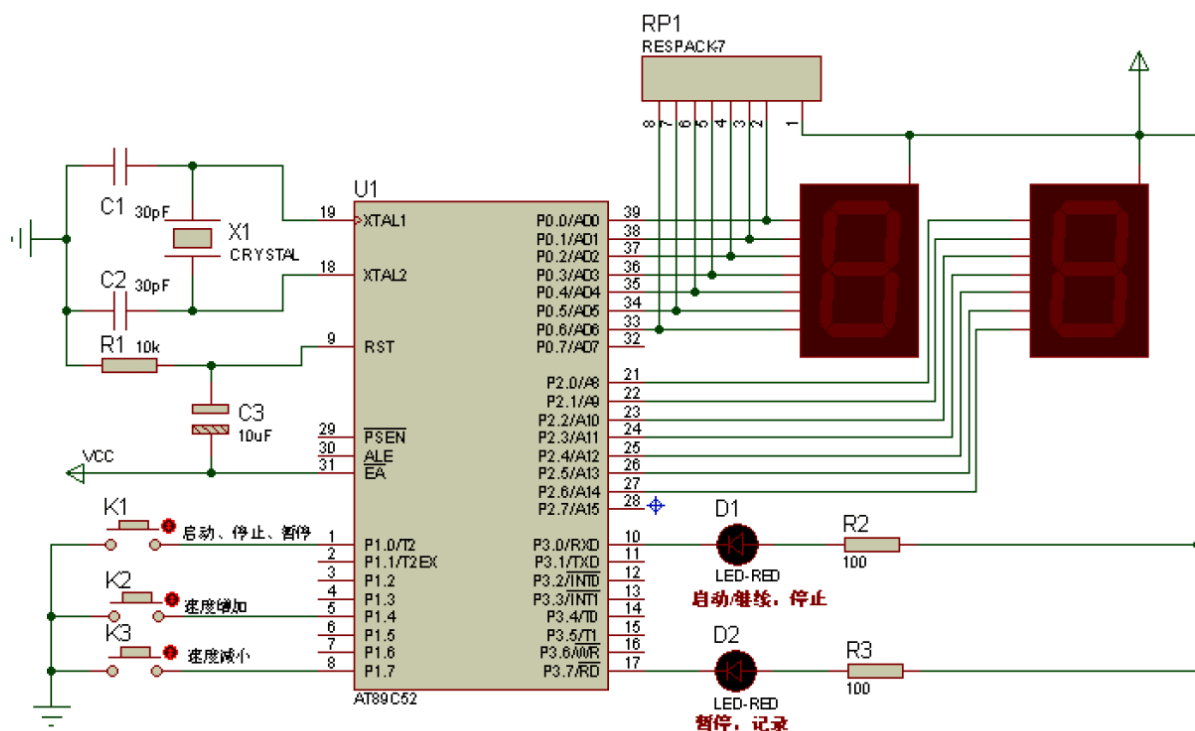 RP1
RESPACK-7
8 7 6 5 4 3 2 1
C1
30pF
X1
CRYSTAL
C2
30pF
R1 10k
C3
10uF
VCC
U1
19 XTAL1
18 XTAL2
9 RST
29 PSEN
30 ALE
31 EA
1 P1.0/T2
2 P1.1/T2EX
3 P1.2
4 P1.3
5 P1.4
6 P1.5
7 P1.6
8 P1.7
P0.0/AD0 39
P0.1/AD1 38
P0.2/AD2 37
P0.3/AD3 36
P0.4/AD4 35
P0.5/AD5 34
P0.6/AD6 33
P0.7/AD7 32
P2.0/A8 21
P2.1/A9 22
P2.2/A10 23
P2.3/A11 24
P2.4/A12 25
P2.5/A13 26
P2.6/A14 27
P2.7/A15 28
P3.0/RXD 10
P3.1/TXD 11
P3.2/INT0 12
P3.3/INT1 13
P3.4/T0 14
P3.5/T1 15
P3.6/WR 16
P3.7/RD 17
AT89C52
K1
启动、停止、暂停
K2
速度增加
K3
速度减小
D1
LED-RED
启动/继续，停止
R2
100
D2
LED-RED
暂停，记录
R3
100